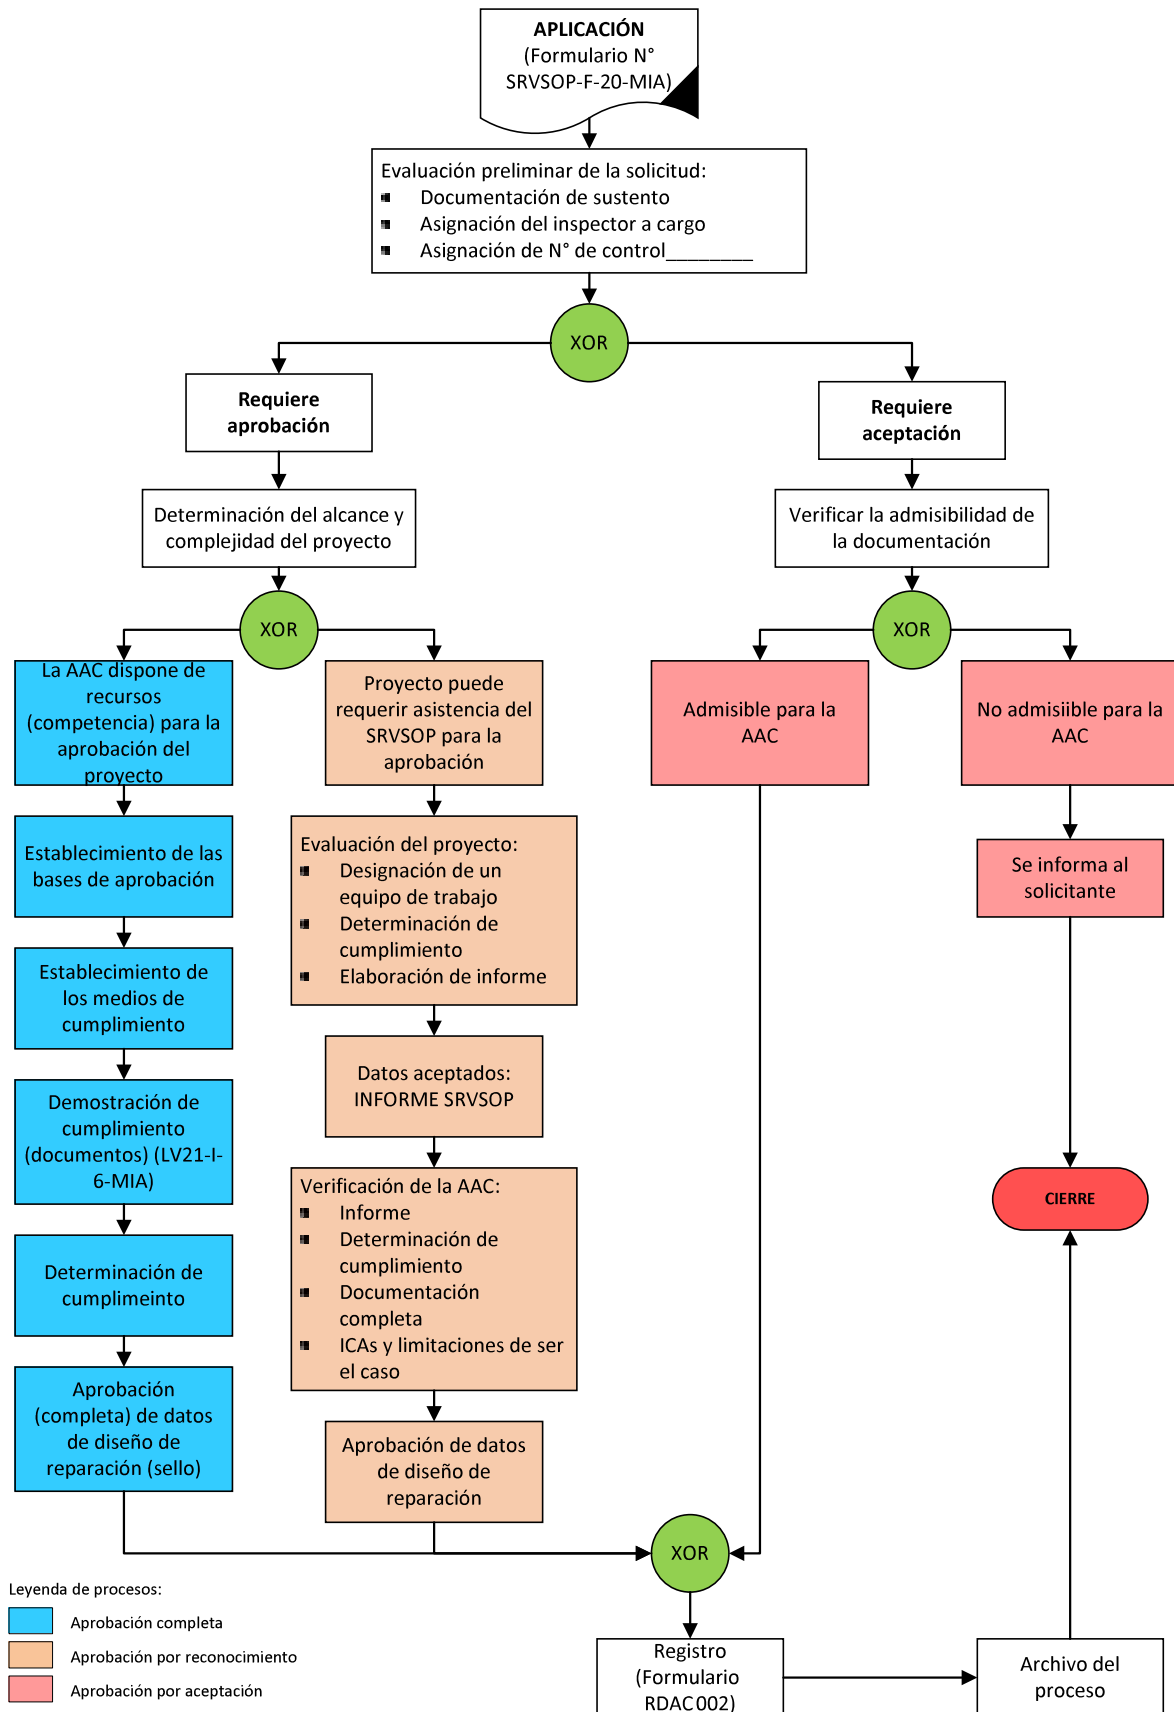 APLICACIÓN
(Formulario N°
SRVSOP-F-20-MIA)
Evaluación preliminar de la solicitud:
Documentación de sustento
Asignación del inspector a cargo
Asignación de N° de control________
XOR
Requiere
aprobación
Requiere
aceptación
Determinación del alcance y
complejidad del proyecto
Verificar la admisibilidad de
la documentación
XOR
XOR
La AAC dispone de
recursos
(competencia) para la
aprobación del
proyecto
Proyecto puede
requerir asistencia del
SRVSOP para la
aprobación
Admisible para la
AAC
No admisiible para la
AAC
Establecimiento de las
bases de aprobación
Evaluación del proyecto:
Designación de un
equipo de trabajo
Determinación de
cumplimiento
Elaboración de informe
Se informa al
solicitante
Establecimiento de
los medios de
cumplimiento
Datos aceptados:
INFORME SRVSOP
Demostración de
cumplimiento
(documentos) (LV21-I-
6-MIA)
Verificación de la AAC:
Informe
Determinación de
cumplimiento
Documentación
completa
ICAs y limitaciones de ser
el caso
CIERRE
Determinación de
cumplimeinto
Aprobación
(completa) de datos
de diseño de
reparación (sello)
Aprobación de datos
de diseño de
reparación
XOR
Leyenda de procesos:
Aprobación completa
Aprobación por reconocimiento
Aprobación por aceptación
Registro
(Formulario
RDAC 002)
Archivo del
proceso